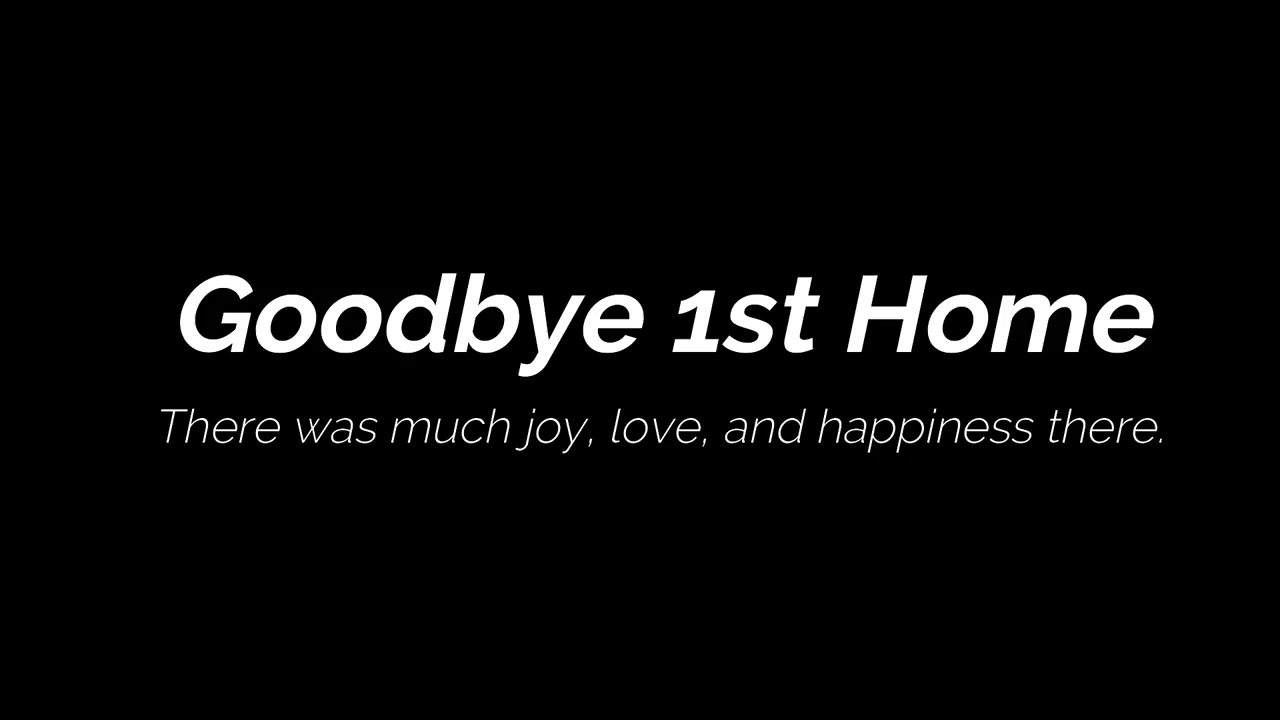 Goodbye 1st Home
There was much joy, love, and happiness there.